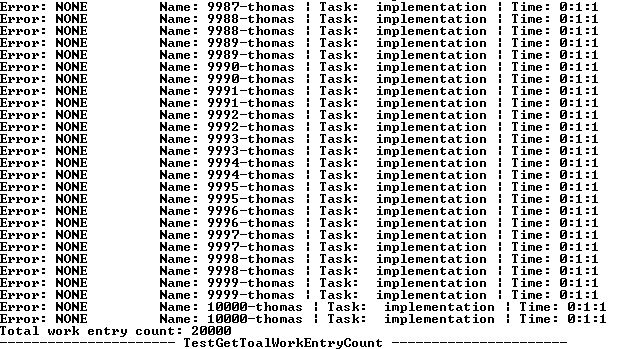 Error: NONE Name: 9987-thomas ¦ Task: implementation ¦ Time: 0:1:1
Error: NONE Name: 9988-thomas ¦ Task: implementation ¦ Time: 0:1:1
Error: NONE Name: 9988-thomas ¦ Task: implementation ¦ Time: 0:1:1
Error: NONE Name: 9989-thomas ¦ Task: implementation ¦ Time: 0:1:1
Error: NONE Name: 9989-thomas ¦ Task: implementation ¦ Time: 0:1:1
Error: NONE Name: 9990-thomas ¦ Task: implementation ¦ Time: 0:1:1
Error: NONE Name: 9990-thomas ¦ Task: implementation ¦ Time: 0:1:1
Error: NONE Name: 9991-thomas ¦ Task: implementation ¦ Time: 0:1:1
Error: NONE Name: 9991-thomas ¦ Task: implementation ¦ Time: 0:1:1
Error: NONE Name: 9992-thomas ¦ Task: implementation ¦ Time: 0:1:1
Error: NONE Name: 9992-thomas ¦ Task: implementation ¦ Time: 0:1:1
Error: NONE Name: 9993-thomas ¦ Task: implementation ¦ Time: 0:1:1
Error: NONE Name: 9993-thomas ¦ Task: implementation ¦ Time: 0:1:1
Error: NONE Name: 9994-thomas ¦ Task: implementation ¦ Time: 0:1:1
Error: NONE Name: 9994-thomas ¦ Task: implementation ¦ Time: 0:1:1
Error: NONE Name: 9995-thomas ¦ Task: implementation ¦ Time: 0:1:1
Error: NONE Name: 9995-thomas ¦ Task: implementation ¦ Time: 0:1:1
Error: NONE Name: 9996-thomas ¦ Task: implementation ¦ Time: 0:1:1
Error: NONE Name: 9996-thomas ¦ Task: implementation ¦ Time: 0:1:1
Error: NONE Name: 9997-thomas ¦ Task: implementation ¦ Time: 0:1:1
Error: NONE Name: 9997-thomas ¦ Task: implementation ¦ Time: 0:1:1
Error: NONE Name: 9998-thomas ¦ Task: implementation ¦ Time: 0:1:1
Error: NONE Name: 9998-thomas ¦ Task: implementation ¦ Time: 0:1:1
Error: NONE Name: 9999-thomas ¦ Task: implementation ¦ Time: 0:1:1
Error: NONE Name: 9999-thomas ¦ Task: implementation ¦ Time: 0:1:1
Error: NONE Name: 10000-thomas ¦ Task: implementation ¦ Time: 0:1:1
Error: NONE Name: 10000-thomas ¦ Task: implementation ¦ Time: 0:1:1
Total work entry count: 20000
---------------------- TestGetToalWorkEntryCount ----------------------